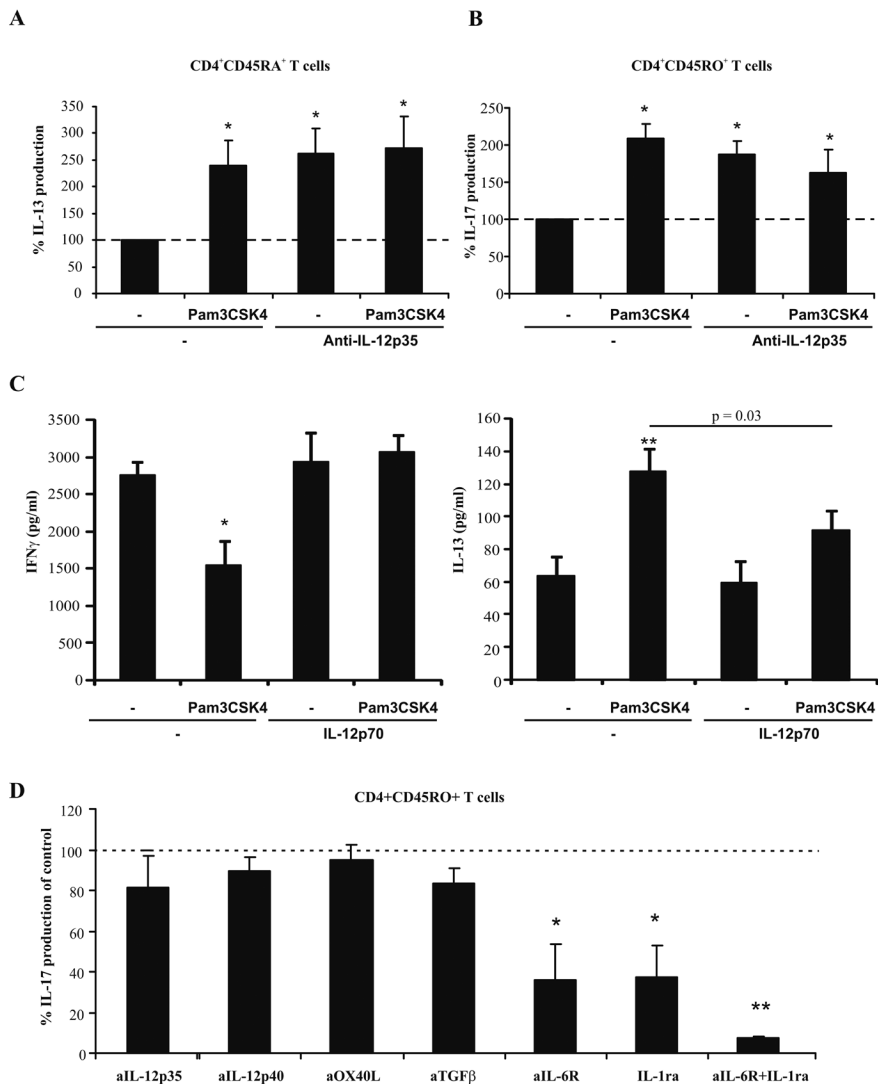 A
B
CD4+CD45RA+ T cells
CD4+CD45RO+ T cells
% IL-13 production
350
300
250
200
150
100
50
0
*
*
*
-
Pam3CSK4
-
Pam3CSK4
-
Anti-IL-12p35
% IL-17 production
250
200
150
100
50
0
*
*
*
-
Pam3CSK4
-
Pam3CSK4
-
Anti-IL-12p35
C
IFNγ (pg/ml)
3500
3000
2500
2000
1500
1000
500
0
*
-
Pam3CSK4
-
Pam3CSK4
-
IL-12p70
IL-13 (pg/ml)
160
140
120
100
80
60
40
20
0
**
p = 0.03
-
Pam3CSK4
-
Pam3CSK4
-
IL-12p70
D
CD4+CD45RO+ T cells
% IL-17 production of control
120
100
80
60
40
20
0
*
*
**
aIL-12p35 aIL-12p40 aOX40L aTGFβ aIL-6R IL-1ra aIL-6R+IL-1ra